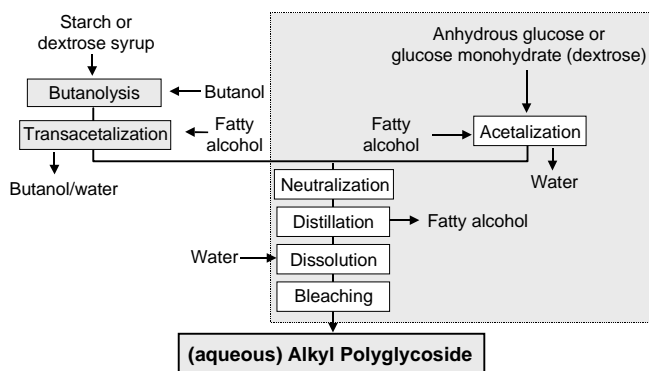 Starch or
dextrose syrup
Anhydrous glucose or
glucose monohydrate (dextrose)
Butanolysis
Butanol
Transacetalization
Fatty
alcohol
Fatty
alcohol
Acetalization
Butanol/water
Water
Neutralization
Distillation
Fatty alcohol
Water
Dissolution
Bleaching
(aqueous) Alkyl Polyglycoside